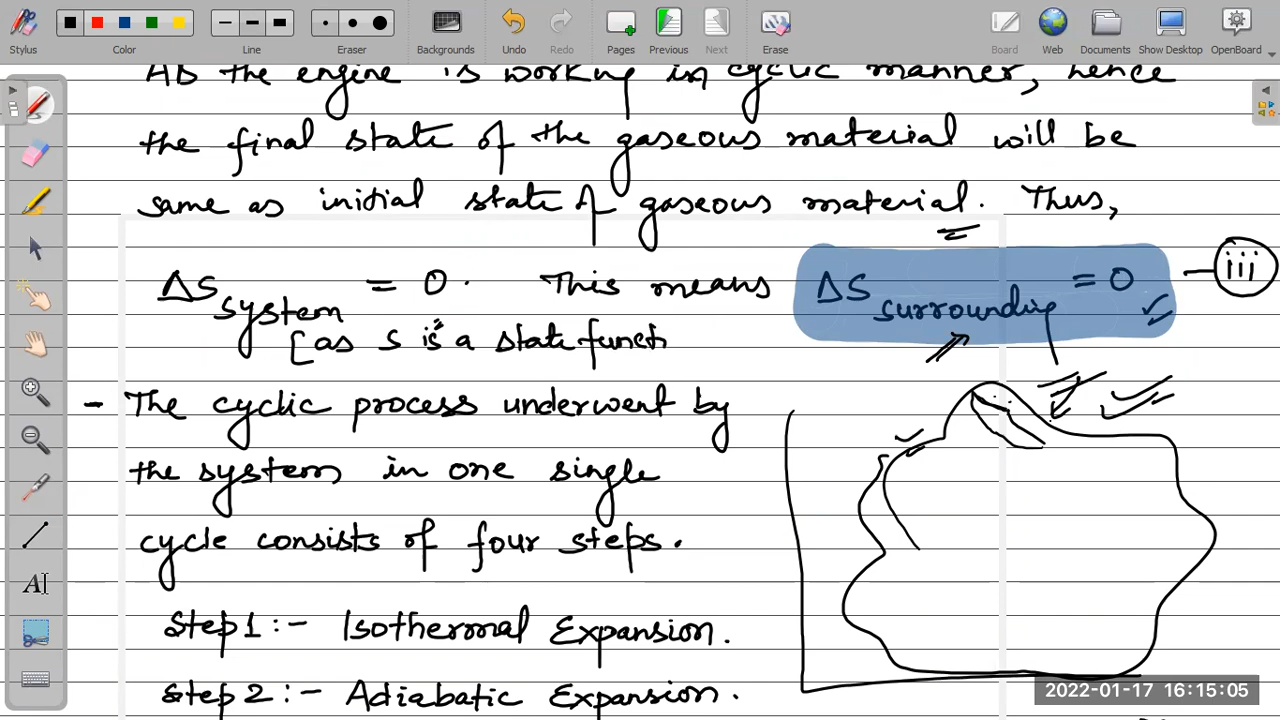 Stylus Color Line Eraser Backgrounds Undo Redo Pages Previous Next Erase Board Web Documents Show Desktop OpenBoard
As the engine is working in cyclic manner, hence
the final state of the gaseous material will be
same as initial state of gaseous material. Thus,
ΔS system = 0. This means ΔS surrounding = 0 — iii
[as S is a state funct
- The cyclic process underwent by
the system in one single
cycle consists of four steps.
Step 1:- Isothermal Expansion.
Step 2:- Adiabatic Expansion.
2022-01-17 16:15:05